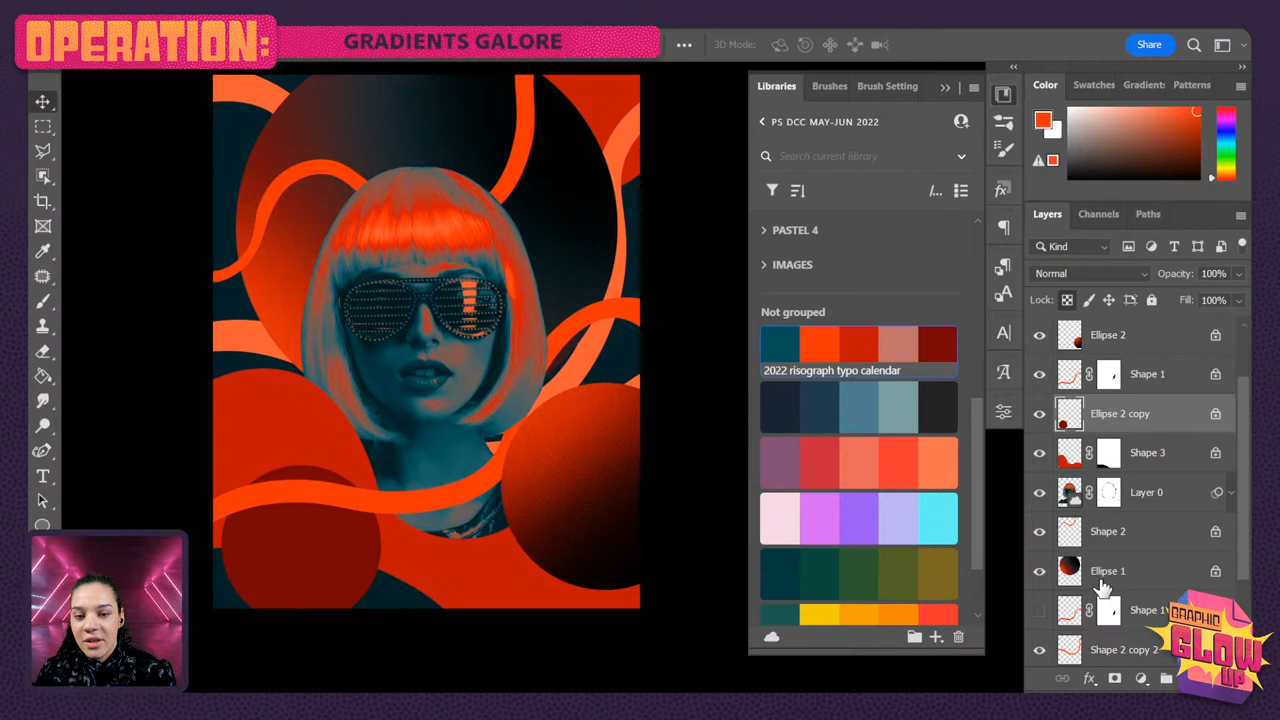 OPERATION:
GRADIENTS GALORE
3D Mode:
Share
Libraries
Brushes
Brush Setting
PS DCC MAY-JUN 2022
Search current library
PASTEL 4
IMAGES
Not grouped
2022 risograph typo calendar
Color
Swatches
Gradient:
Patterns
Layers
Channels
Paths
Kind
Normal
Opacity: 100%
Lock:
Fill: 100%
Ellipse 2
Shape 1
Ellipse 2 copy
Shape 3
Layer 0
Shape 2
Ellipse 1
Shape 1
Shape 2 copy 2
GRAPHIC
GLOW
UP